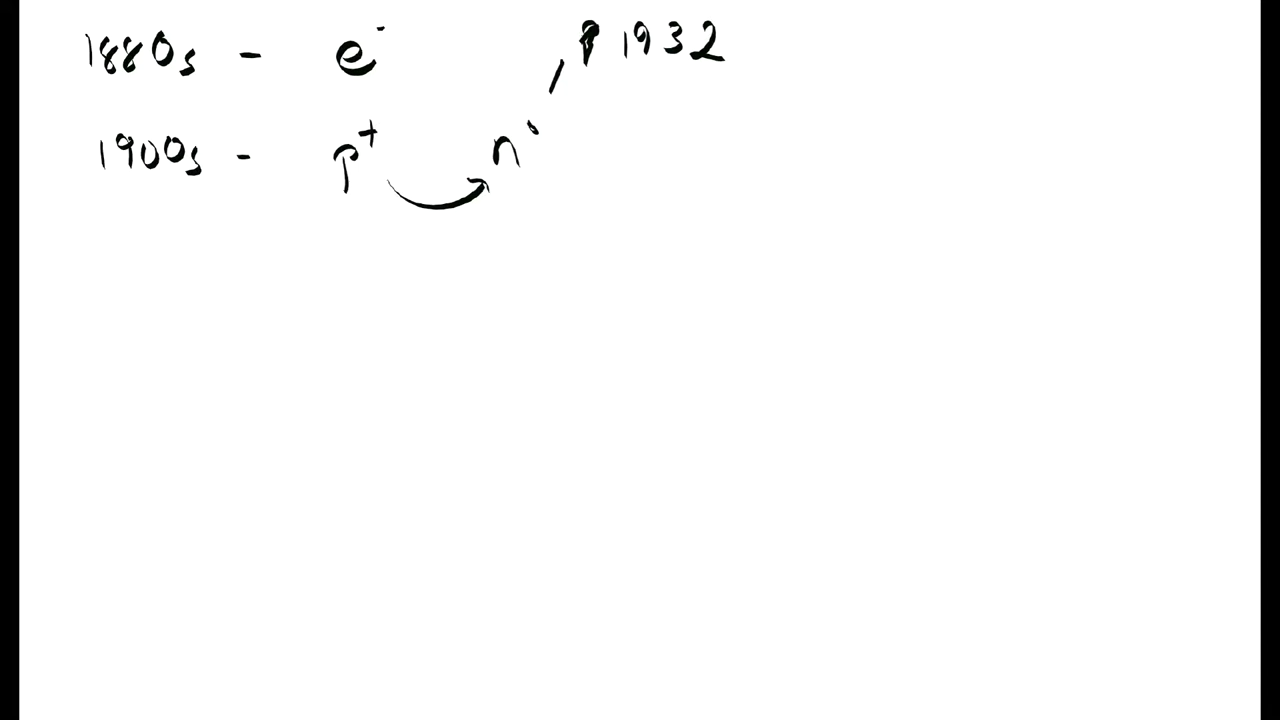 1880s - e⁻ , 1932
1900s - p⁺ n⁰